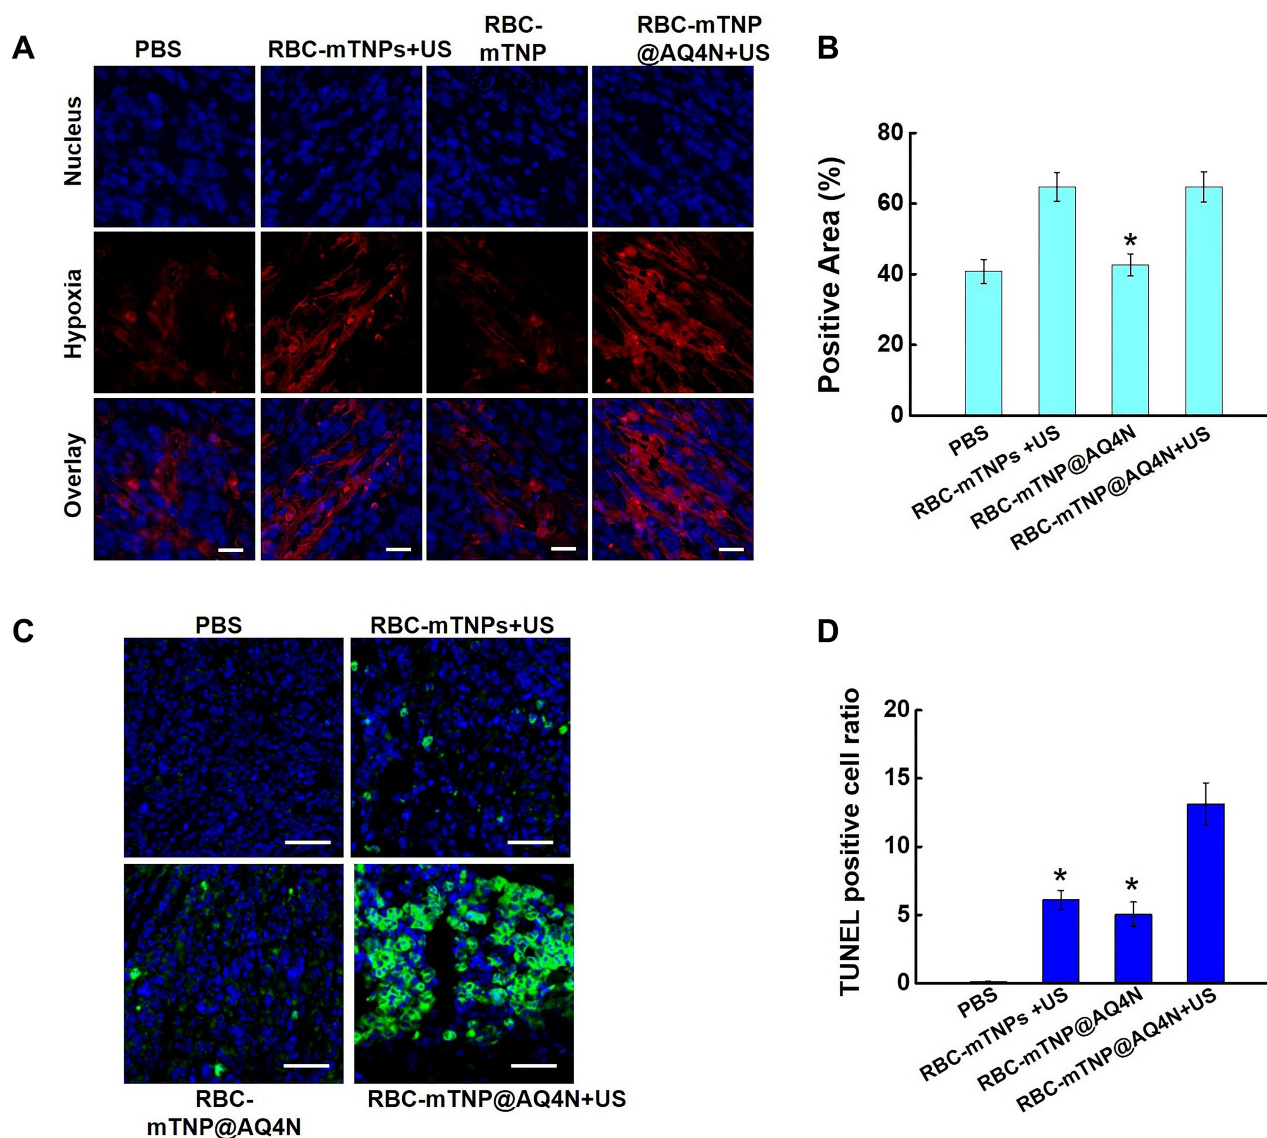 A
PBS
RBC-mTNPs+US
RBC-
mTNP
RBC-mTNP
@AQ4N+US
Nucleus
Hypoxia
Overlay
B
Positive Area (%)
80
60
40
20
0
*
PBS
RBC-mTNPs +US
RBC-mTNP@AQ4N
RBC-mTNP@AQ4N+US
C
PBS
RBC-mTNPs+US
RBC-
mTNP@AQ4N
RBC-mTNP@AQ4N+US
D
TUNEL positive cell ratio
20
15
10
5
0
*
*
PBS
RBC-mTNPs +US
RBC-mTNP@AQ4N
RBC-mTNP@AQ4N+US